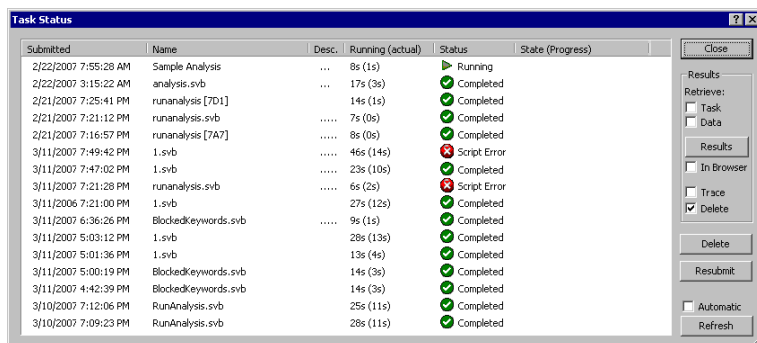 Task Status
Submitted Name Desc. Running (actual) Status State (Progress)
2/22/2007 7:55:28 AM Sample Analysis ... 8s (1s) Running
2/22/2007 3:15:22 AM analysis.svb ... 17s (3s) Completed
2/21/2007 7:25:41 PM runanalysis [7D1] 14s (1s) Completed
2/21/2007 7:21:12 PM runanalysis.svb ..... 7s (0s) Completed
2/21/2007 7:16:57 PM runanalysis [7A7] ..... 8s (0s) Completed
3/11/2007 7:49:42 PM 1.svb ..... 46s (14s) Script Error
3/11/2007 7:47:02 PM 1.svb ..... 23s (10s) Completed
3/11/2007 7:21:28 PM runanalysis.svb ..... 6s (2s) Script Error
3/11/2006 7:21:00 PM 1.svb 27s (12s) Completed
3/11/2007 6:36:26 PM BlockedKeywords.svb ..... 9s (1s) Completed
3/11/2007 5:03:12 PM 1.svb 28s (13s) Completed
3/11/2007 5:01:36 PM 1.svb 13s (4s) Completed
3/11/2007 5:00:19 PM BlockedKeywords.svb 14s (3s) Completed
3/11/2007 4:42:39 PM BlockedKeywords.svb 14s (3s) Completed
3/10/2007 7:12:06 PM RunAnalysis.svb 25s (11s) Completed
3/10/2007 7:09:23 PM RunAnalysis.svb 28s (11s) Completed
Close
Results
Retrieve:
Task
Data
Results
In Browser
Trace
Delete
Delete
Resubmit
Automatic
Refresh